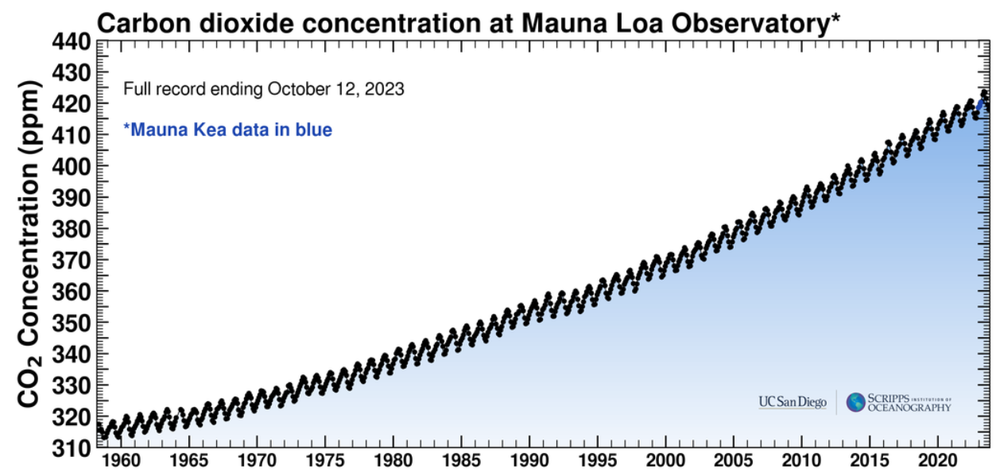 Carbon dioxide concentration at Mauna Loa Observatory*
440
430
420
410
400
390
380
370
360
350
340
330
320
310
CO2 Concentration (ppm)
Full record ending October 12, 2023
*Mauna Kea data in blue
UC San Diego
SCRIPPS INSTITUTION OF
OCEANOGRAPHY
1960 1965 1970 1975 1980 1985 1990 1995 2000 2005 2010 2015 2020